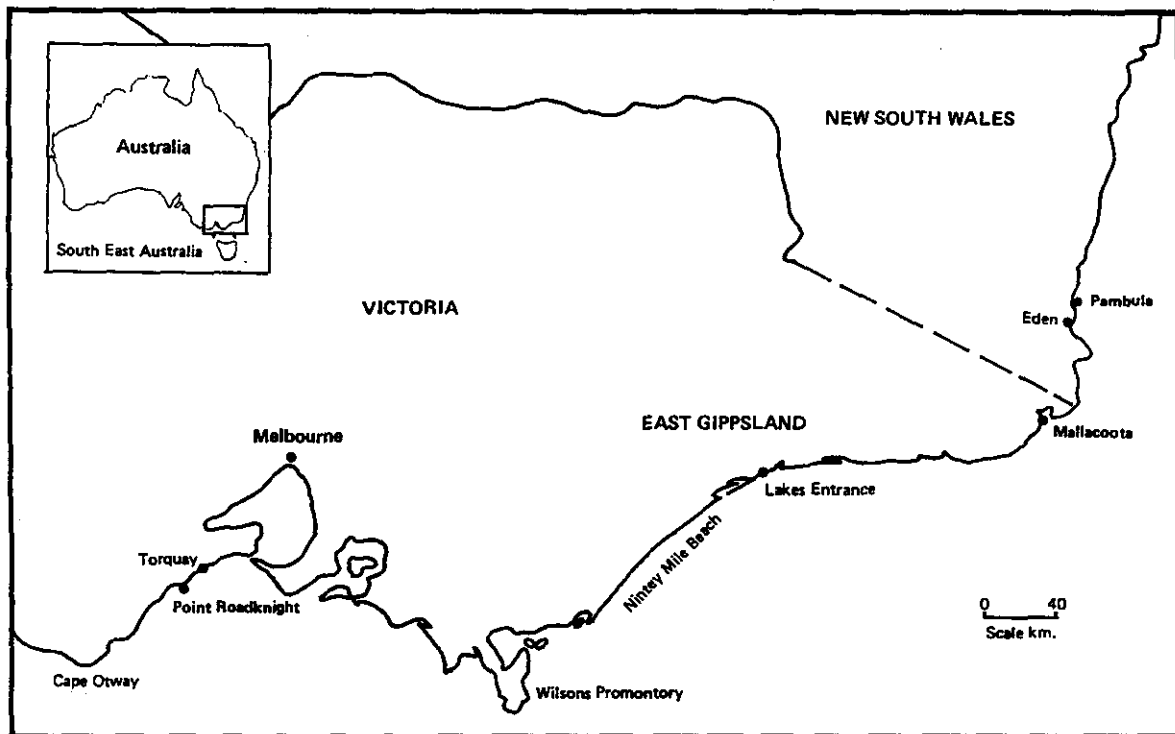 Australia
South East Australia
NEW SOUTH WALES
VICTORIA
Pambula
Eden
EAST GIPPSLAND
Mallacoota
Melbourne
Lakes Entrance
Nintey Mile Beach
Torquay
Point Roadknight
0 40
Scale km.
Cape Otway
Wilsons Promontory